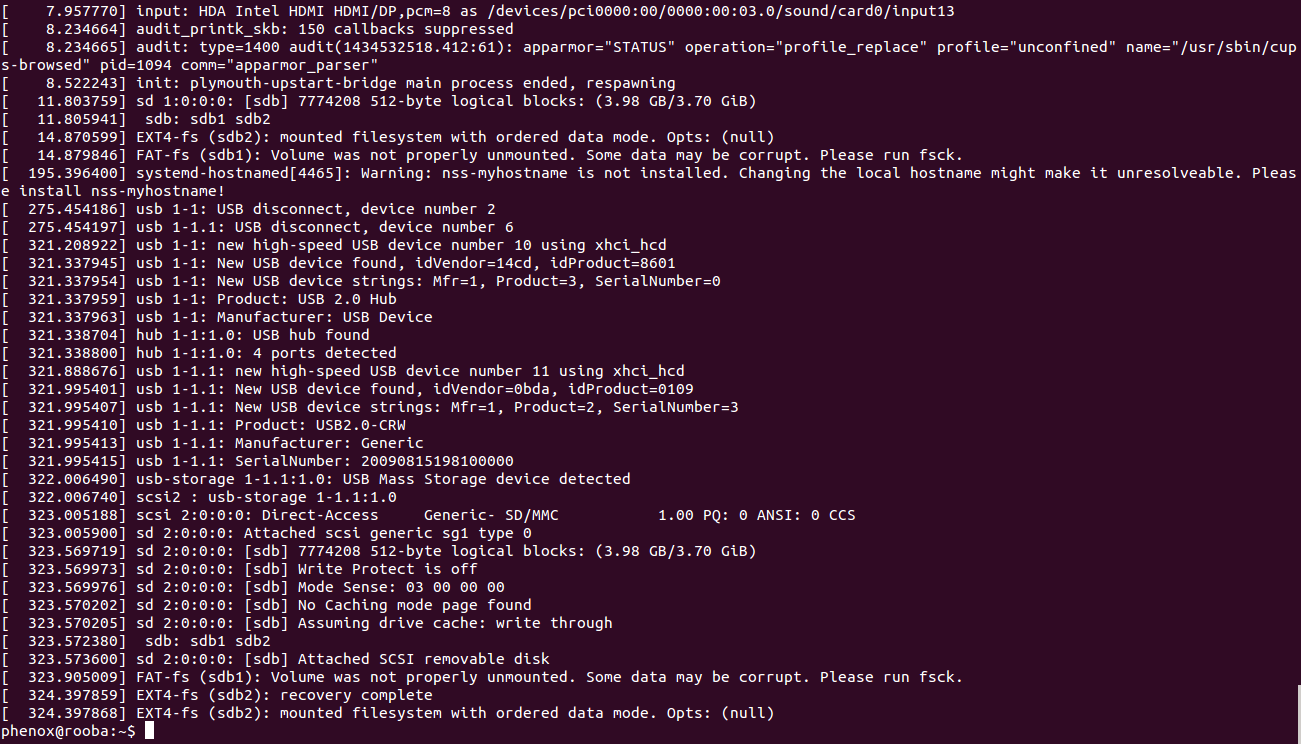 [    7.957770] input: HDA Intel HDMI HDMI/DP,pcm=8 as /devices/pci0000:00/0000:00:03.0/sound/card0/input13
[    8.234664] audit_printk_skb: 150 callbacks suppressed
[    8.234665] audit: type=1400 audit(1434532518.412:61): apparmor="STATUS" operation="profile_replace" profile="unconfined" name="/usr/sbin/cup
s-browsed" pid=1094 comm="apparmor_parser"
[    8.522243] init: plymouth-upstart-bridge main process ended, respawning
[   11.803759] sd 1:0:0:0: [sdb] 7774208 512-byte logical blocks: (3.98 GB/3.70 GiB)
[   11.805941]  sdb: sdb1 sdb2
[   14.870599] EXT4-fs (sdb2): mounted filesystem with ordered data mode. Opts: (null)
[   14.879846] FAT-fs (sdb1): Volume was not properly unmounted. Some data may be corrupt. Please run fsck.
[  195.396400] systemd-hostnamed[4465]: Warning: nss-myhostname is not installed. Changing the local hostname might make it unresolveable. Pleas
e install nss-myhostname!
[  275.454186] usb 1-1: USB disconnect, device number 2
[  275.454197] usb 1-1.1: USB disconnect, device number 6
[  321.208922] usb 1-1: new high-speed USB device number 10 using xhci_hcd
[  321.337945] usb 1-1: New USB device found, idVendor=14cd, idProduct=8601
[  321.337954] usb 1-1: New USB device strings: Mfr=1, Product=3, SerialNumber=0
[  321.337959] usb 1-1: Product: USB 2.0 Hub
[  321.337963] usb 1-1: Manufacturer: USB Device
[  321.338704] hub 1-1:1.0: USB hub found
[  321.338800] hub 1-1:1.0: 4 ports detected
[  321.888676] usb 1-1.1: new high-speed USB device number 11 using xhci_hcd
[  321.995401] usb 1-1.1: New USB device found, idVendor=0bda, idProduct=0109
[  321.995407] usb 1-1.1: New USB device strings: Mfr=1, Product=2, SerialNumber=3
[  321.995410] usb 1-1.1: Product: USB2.0-CRW
[  321.995413] usb 1-1.1: Manufacturer: Generic
[  321.995415] usb 1-1.1: SerialNumber: 20090815198100000
[  322.006490] usb-storage 1-1.1:1.0: USB Mass Storage device detected
[  322.006740] scsi2 : usb-storage 1-1.1:1.0
[  323.005188] scsi 2:0:0:0: Direct-Access     Generic- SD/MMC           1.00 PQ: 0 ANSI: 0 CCS
[  323.005900] sd 2:0:0:0: Attached scsi generic sg1 type 0
[  323.569719] sd 2:0:0:0: [sdb] 7774208 512-byte logical blocks: (3.98 GB/3.70 GiB)
[  323.569973] sd 2:0:0:0: [sdb] Write Protect is off
[  323.569976] sd 2:0:0:0: [sdb] Mode Sense: 03 00 00 00
[  323.570202] sd 2:0:0:0: [sdb] No Caching mode page found
[  323.570205] sd 2:0:0:0: [sdb] Assuming drive cache: write through
[  323.572380]  sdb: sdb1 sdb2
[  323.573600] sd 2:0:0:0: [sdb] Attached SCSI removable disk
[  323.905009] FAT-fs (sdb1): Volume was not properly unmounted. Some data may be corrupt. Please run fsck.
[  324.397859] EXT4-fs (sdb2): recovery complete
[  324.397868] EXT4-fs (sdb2): mounted filesystem with ordered data mode. Opts: (null)
phenox@rooba:~$